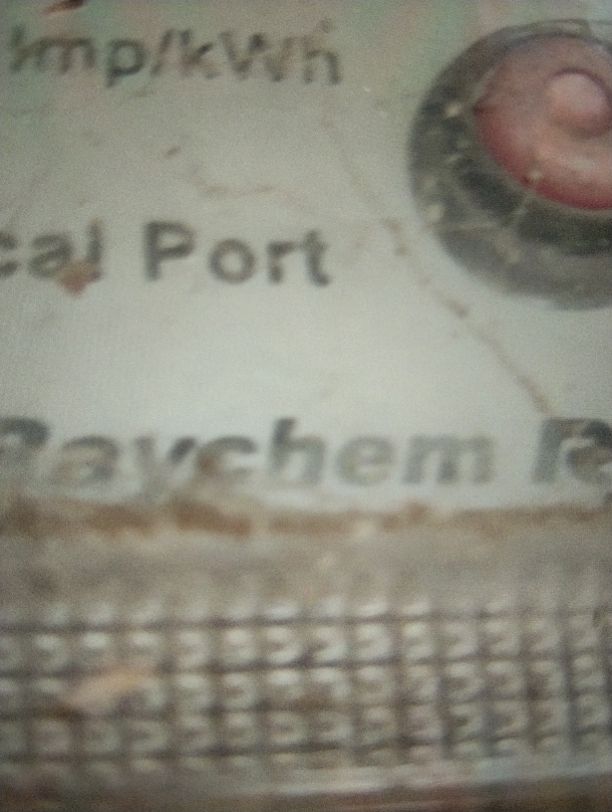 Imp/kWh
cal Port
Raychem R